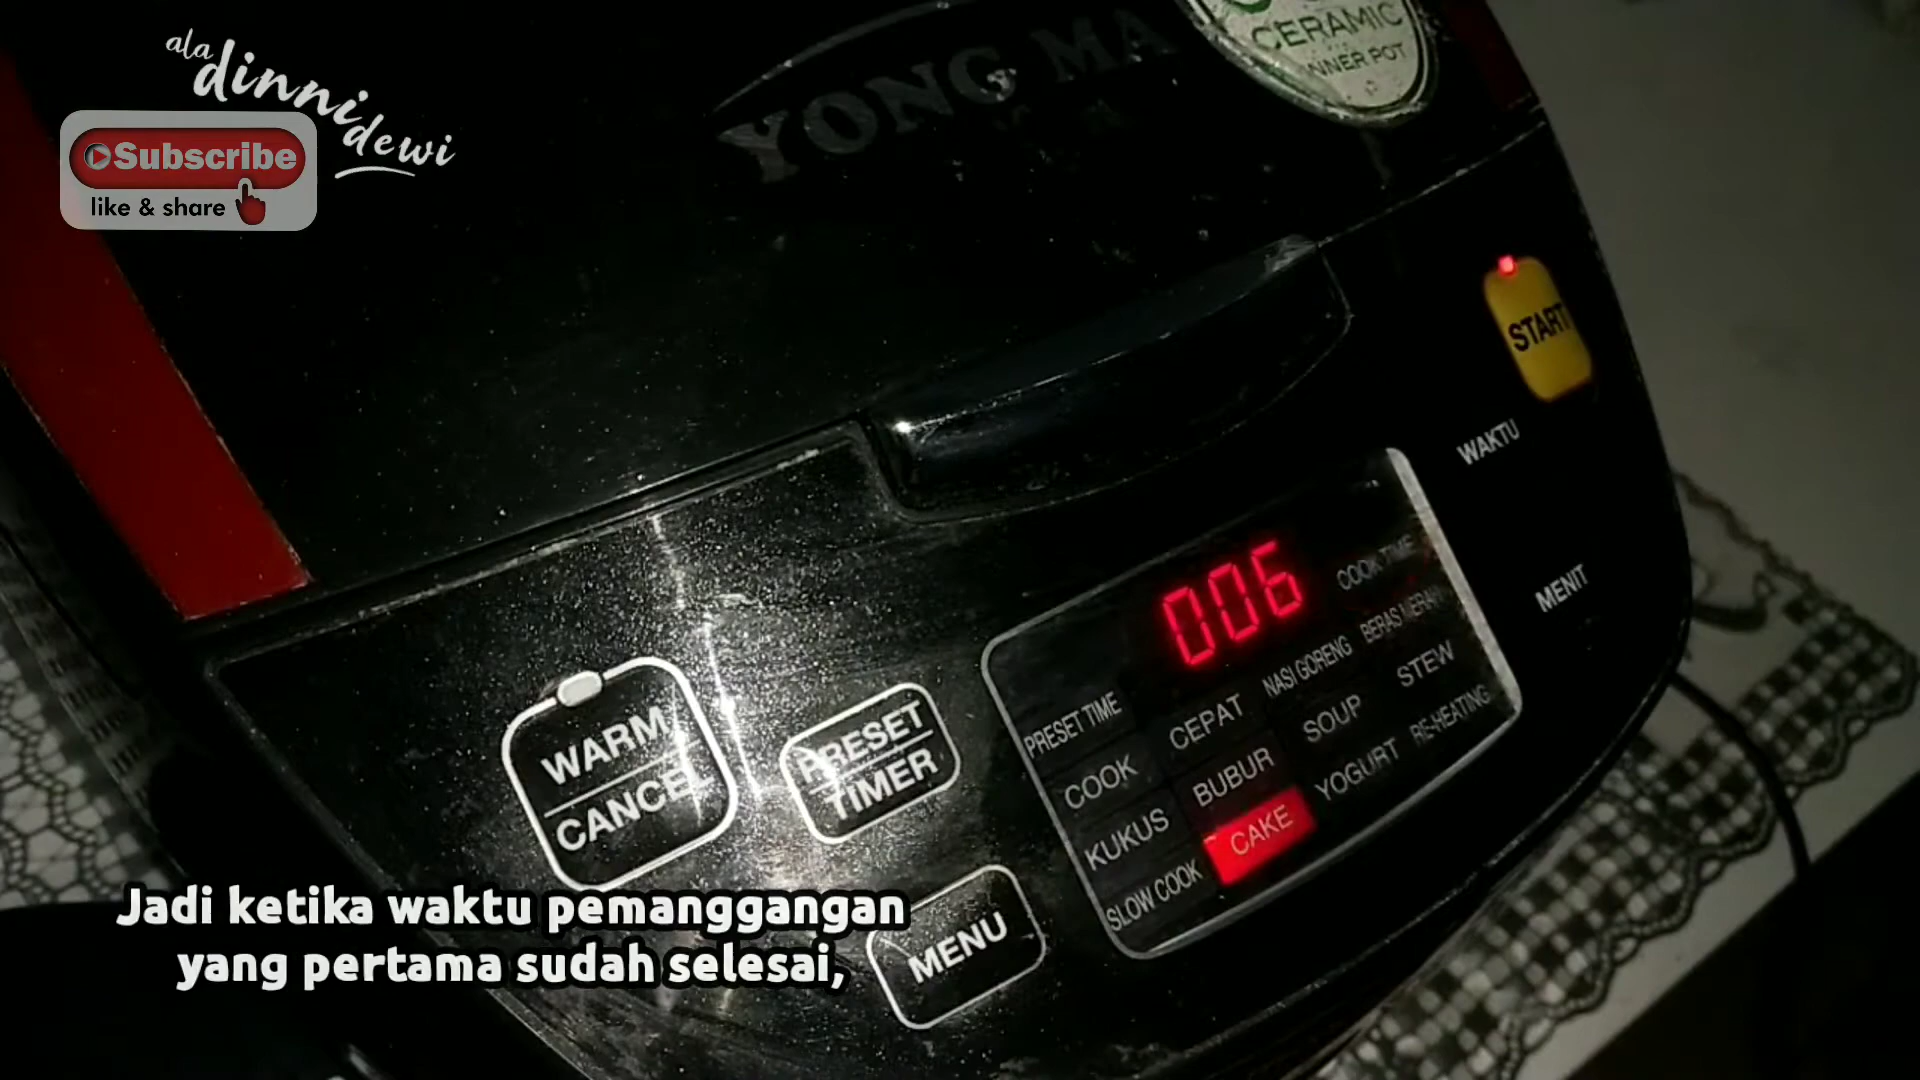 ala
dinni
dewi
Subscribe
like & share
YONG MA
CERAMIC
INNER POT
START
WAKTU
MENIT
006
COOK TIME
PRESET TIME
CEPAT
NASI GORENG
BERAS MERAH
COOK
BUBUR
SOUP
STEW
KUKUS
CAKE
YOGURT
RE-HEATING
SLOW COOK
WARM
CANCEL
PRESET
TIMER
MENU
Jadi ketika waktu pemanggangan
yang pertama sudah selesai,